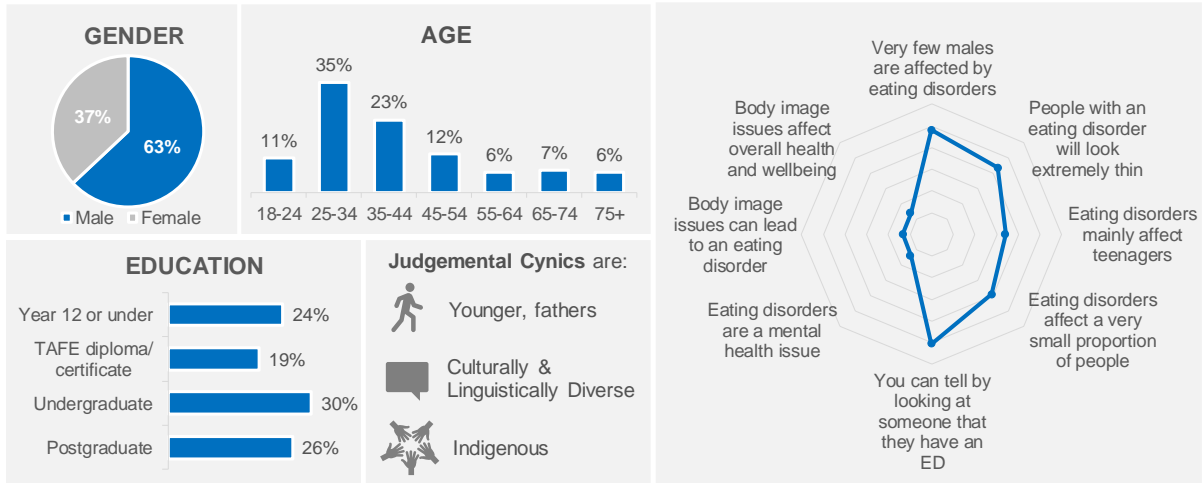 GENDER
37%
63%
Male
Female
AGE
11%
35%
23%
12%
6%
7%
6%
18-24
25-34
35-44
45-54
55-64
65-74
75+
EDUCATION
Year 12 or under
24%
TAFE diploma/
certificate
19%
Undergraduate
30%
Postgraduate
26%
Judgemental Cynics are:
Younger, fathers
Culturally &
Linguistically Diverse
Indigenous
Very few males
are affected by
eating disorders
People with an
eating disorder
will look
extremely thin
Eating disorders
mainly affect
teenagers
Eating disorders
affect a very
small proportion
of people
You can tell by
looking at
someone that
they have an
ED
Eating disorders
are a mental
health issue
Body image
issues can lead
to an eating
disorder
Body image
issues affect
overall health
and wellbeing